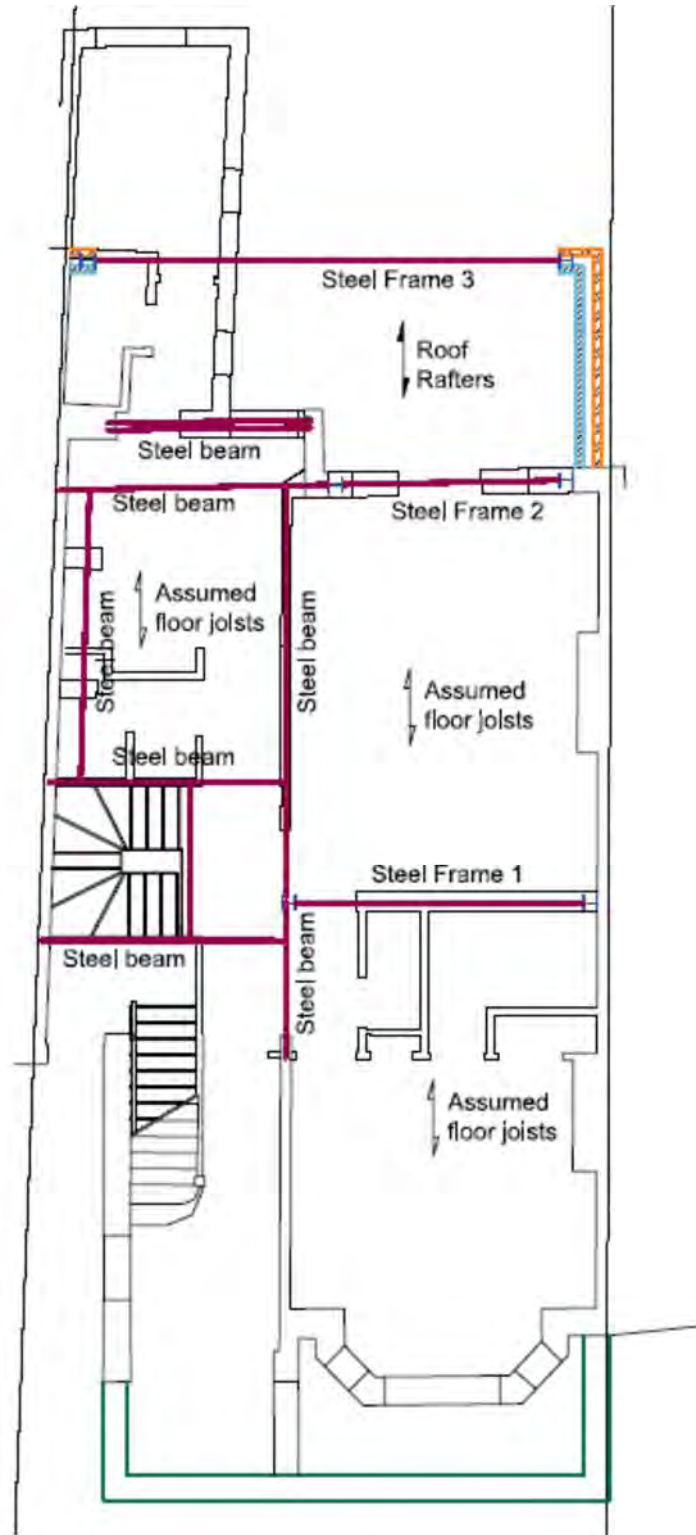 Steel Frame 3
Roof
Rafters
Steel beam
Steel beam
Steel Frame 2
Assumed
floor joists
Steel beam
Steel beam
Assumed
floor joists
Steel beam
Steel Frame 1
Steel beam
Steel beam
Assumed
floor joists